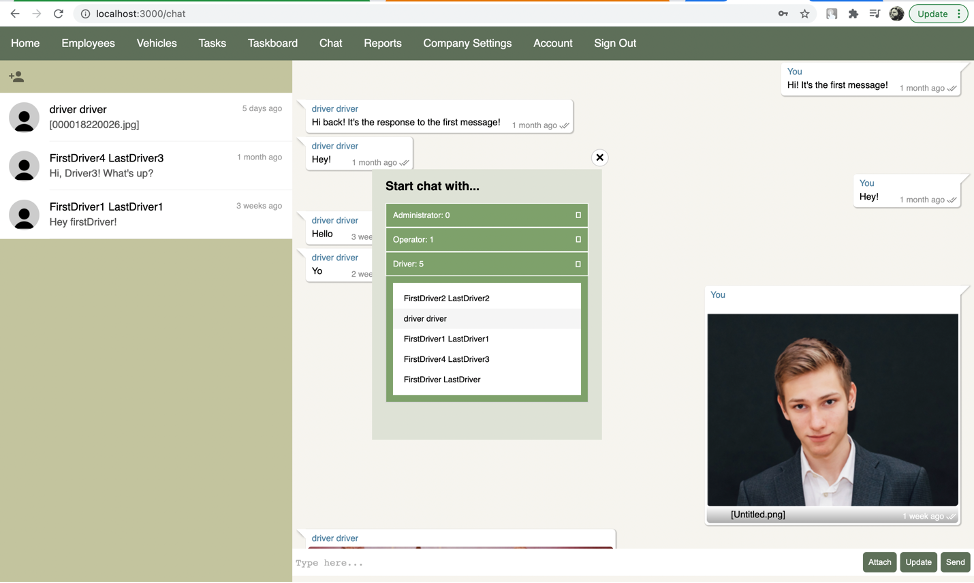 localhost:3000/chat
Update
Home Employees Vehicles Tasks Taskboard Chat Reports Company Settings Account Sign Out
driver driver 5 days ago
[000018220026.jpg]
FirstDriver4 LastDriver3 1 month ago
Hi, Driver3! What's up?
FirstDriver1 LastDriver1 3 weeks ago
Hey firstDriver!
You
Hi! It's the first message! 1 month ago
driver driver
Hi back! It's the response to the first message! 1 month ago
driver driver
Hey! 1 month ago
You
Hey! 1 month ago
driver driver
Hello 3 wee
driver driver
Yo 2 wee
Start chat with...
Administrator: 0
Operator: 1
Driver: 5
FirstDriver2 LastDriver2
driver driver
FirstDriver1 LastDriver1
FirstDriver4 LastDriver3
FirstDriver LastDriver
You
[Untitled.png] 1 week ago
driver driver
Type here...
Attach Update Send